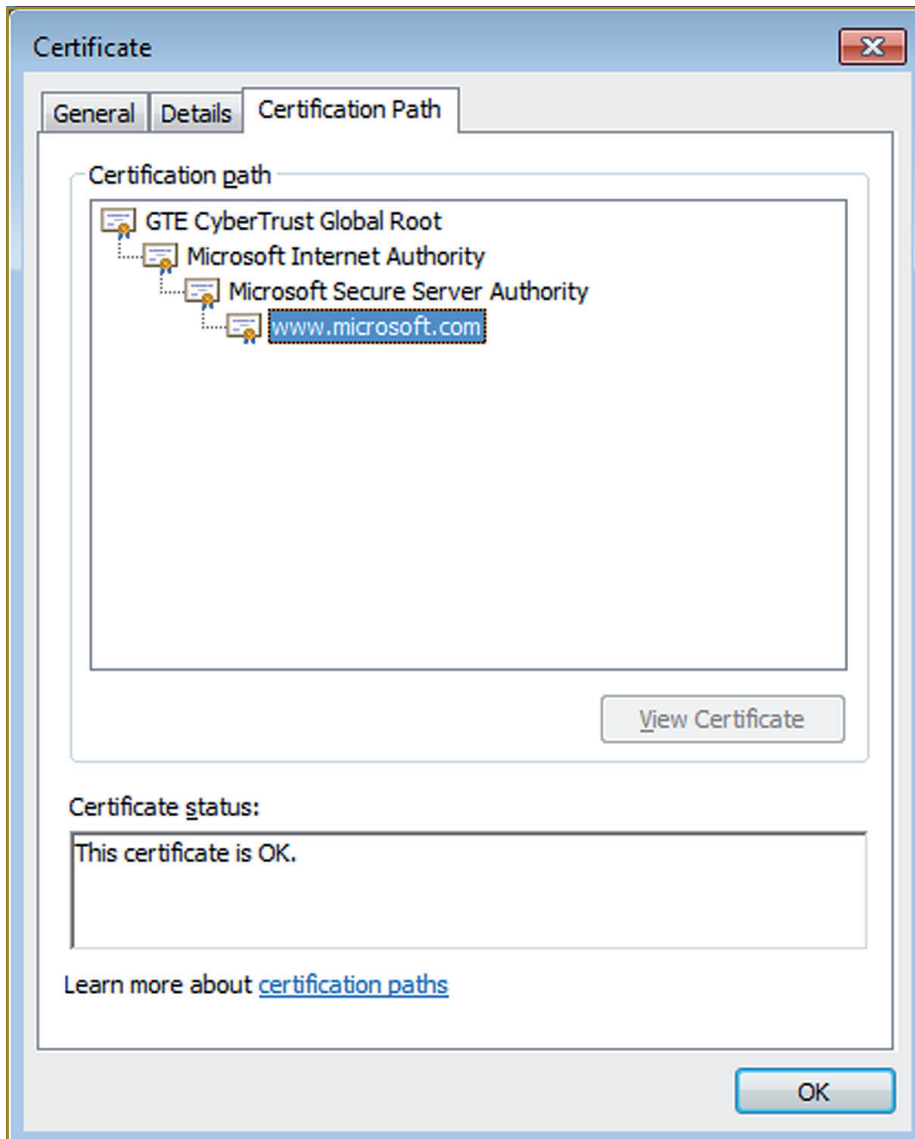 Certificate
General Details Certification Path
Certification path
GTE CyberTrust Global Root
Microsoft Internet Authority
Microsoft Secure Server Authority
www.microsoft.com
View Certificate
Certificate status:
This certificate is OK.
Learn more about certification paths
OK